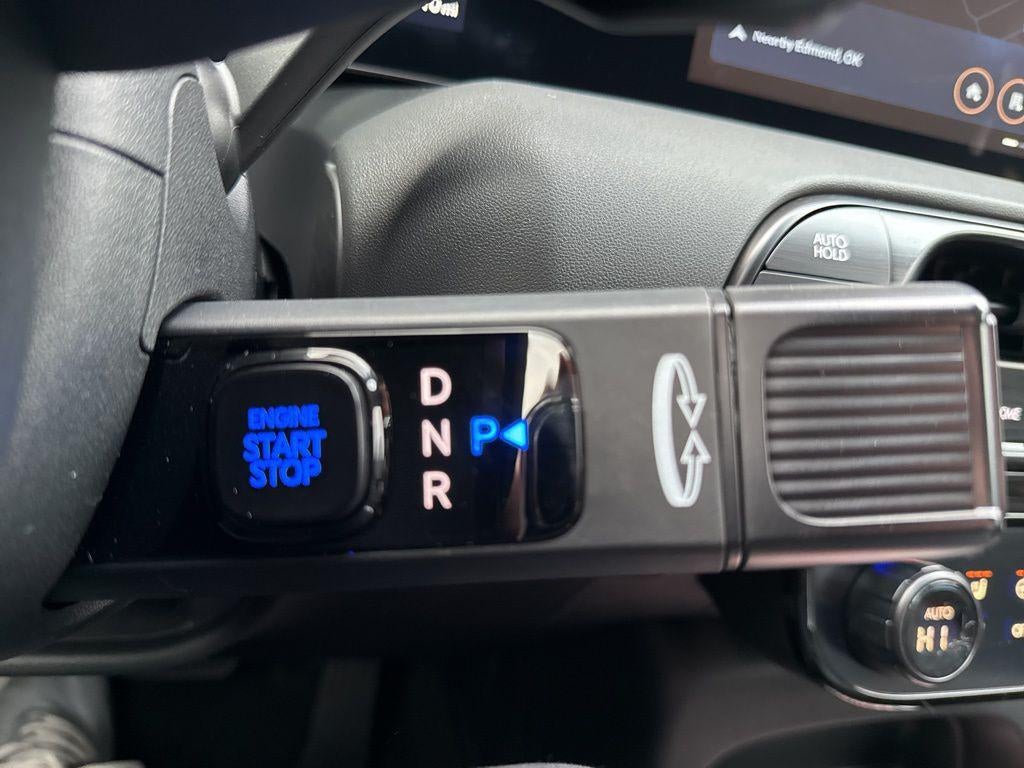 Nearby Edmond, OK
AUTO
HOLD
ENGINE
START
STOP
D
N
R
P
AUTO
HI